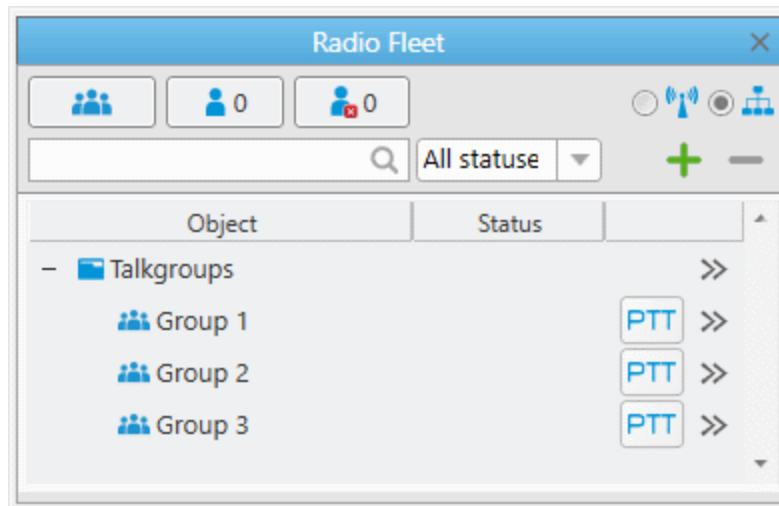 Radio Fleet
0 0
All statuse
Object Status
Talkgroups
Group 1 PTT
Group 2 PTT
Group 3 PTT